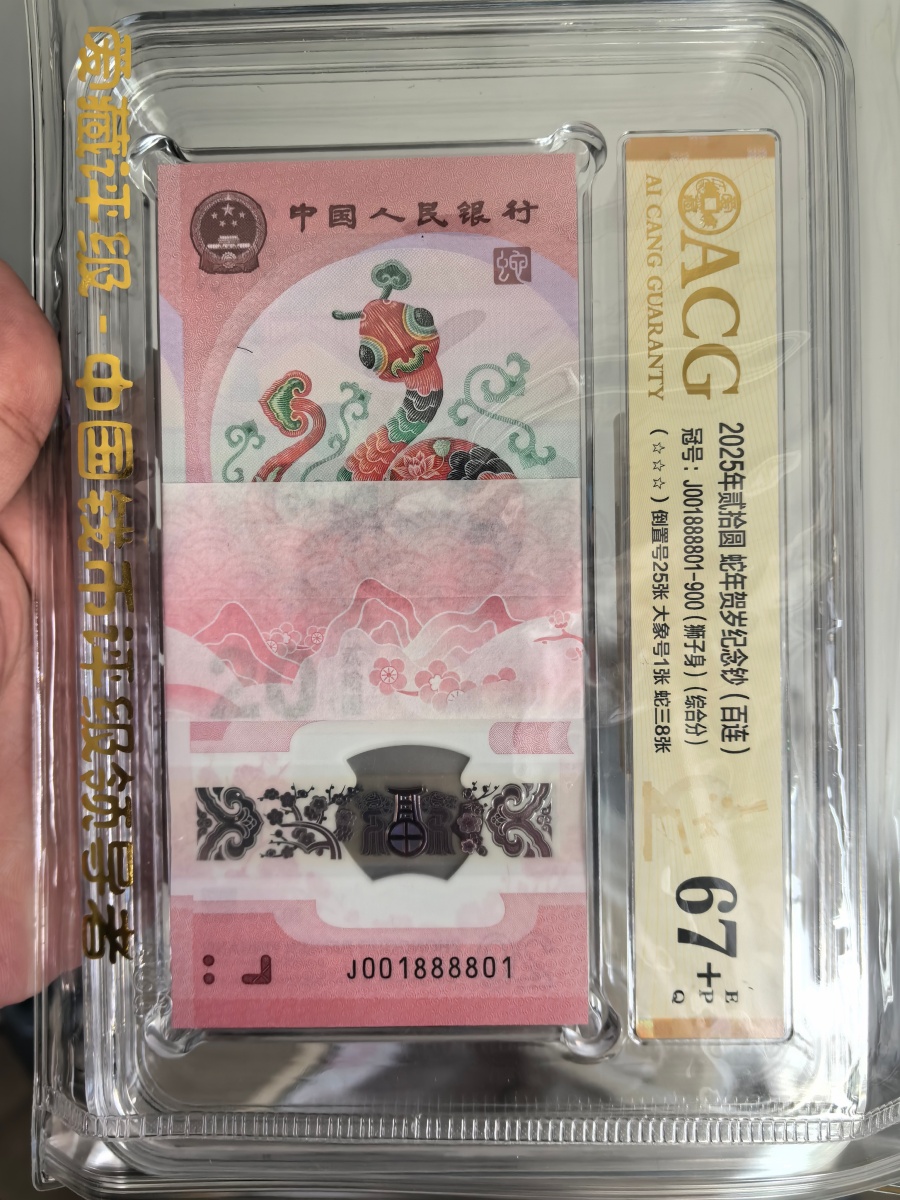 爱藏评级-中国钱币评级领导者
中国人民银行
蛇
J001888801
ACG
AI CANG GUARANTY
2025年贰拾圆 蛇年贺岁纪念钞（百连）
冠号：J001888801-900（狮子身）（综合分）
（☆☆☆）倒置号25张 大象号1张 蛇三8张
67+
E
P
Q